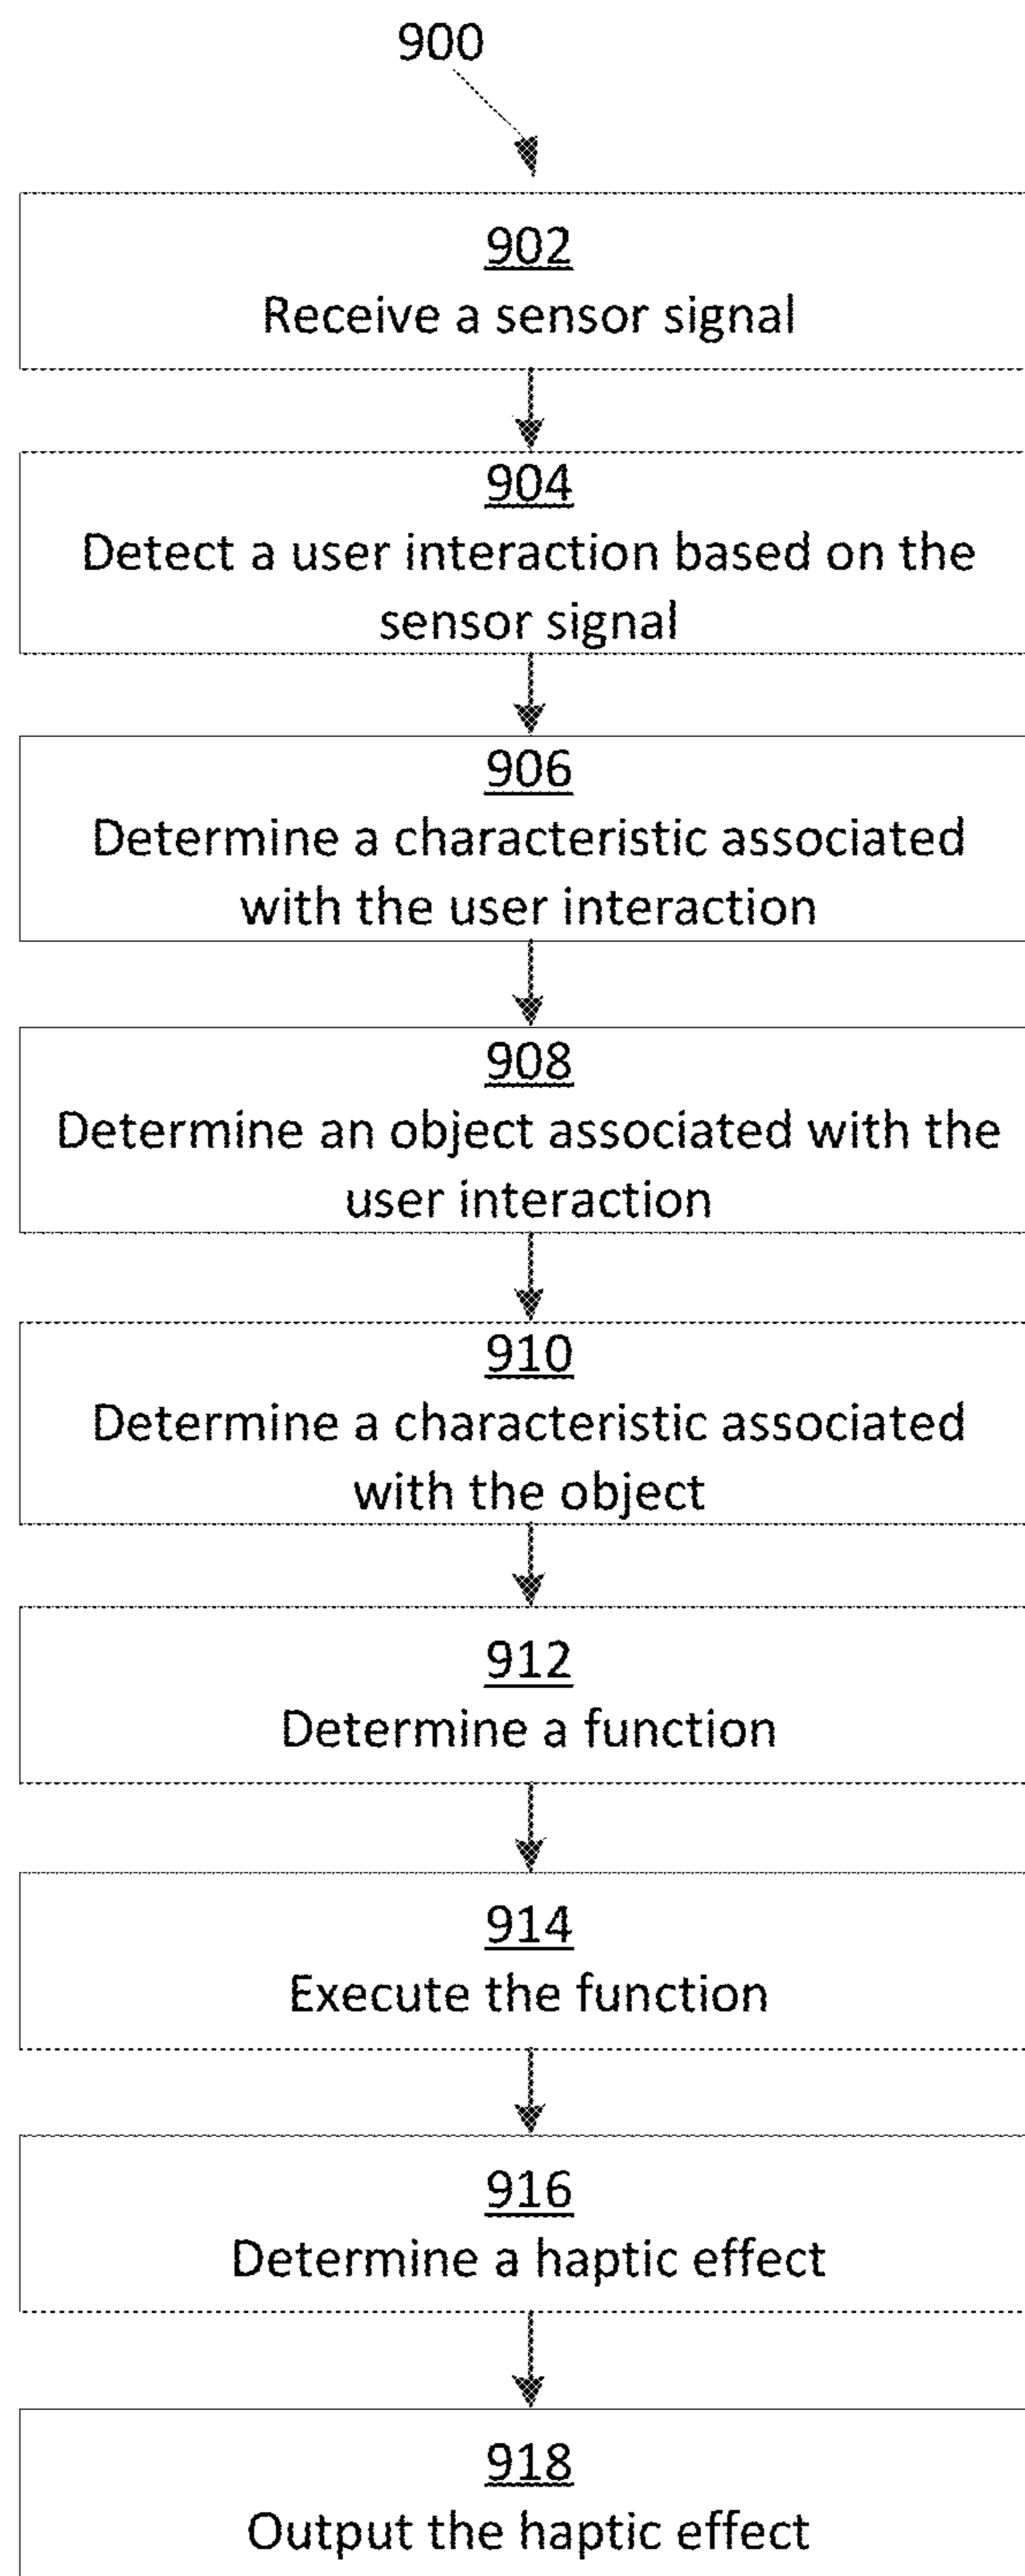 900
902
Receive a sensor signal
904
Detect a user interaction based on the
sensor signal
906
Determine a characteristic associated
with the user interaction
908
Determine an object associated with the
user interaction
910
Determine a characteristic associated
with the object
912
Determine a function
914
Execute the function
916
Determine a haptic effect
918
Output the haptic effect